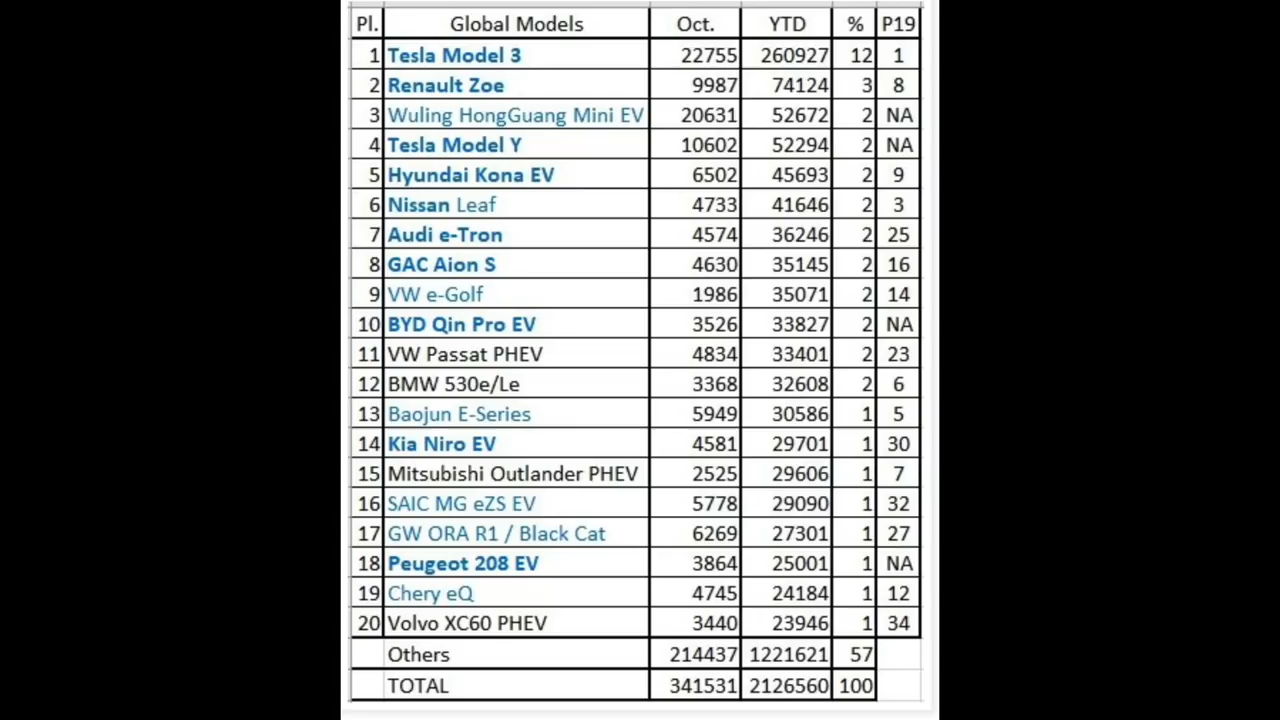 Pl. Global Models Oct. YTD % P19
1 Tesla Model 3 22755 260927 12 1
2 Renault Zoe 9987 74124 3 8
3 Wuling HongGuang Mini EV 20631 52672 2 NA
4 Tesla Model Y 10602 52294 2 NA
5 Hyundai Kona EV 6502 45693 2 9
6 Nissan Leaf 4733 41646 2 3
7 Audi e-Tron 4574 36246 2 25
8 GAC Aion S 4630 35145 2 16
9 VW e-Golf 1986 35071 2 14
10 BYD Qin Pro EV 3526 33827 2 NA
11 VW Passat PHEV 4834 33401 2 23
12 BMW 530e/Le 3368 32608 2 6
13 Baojun E-Series 5949 30586 1 5
14 Kia Niro EV 4581 29701 1 30
15 Mitsubishi Outlander PHEV 2525 29606 1 7
16 SAIC MG eZS EV 5778 29090 1 32
17 GW ORA R1 / Black Cat 6269 27301 1 27
18 Peugeot 208 EV 3864 25001 1 NA
19 Chery eQ 4745 24184 1 12
20 Volvo XC60 PHEV 3440 23946 1 34
Others 214437 1221621 57
TOTAL 341531 2126560 100